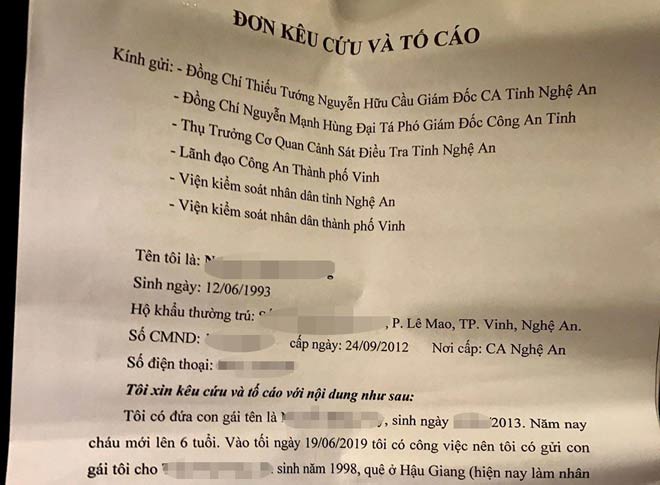 ĐƠN KÊU CỨU VÀ TỐ CÁO
Kính gửi: - Đồng Chí Thiếu Tướng Nguyễn Hữu Cầu Giám Đốc CA Tỉnh Nghệ An
- Đồng Chí Nguyễn Mạnh Hùng Đại Tá Phó Giám Đốc Công An Tỉnh
- Thụ Trưởng Cơ Quan Cảnh Sát Điều Tra Tỉnh Nghệ An
- Lãnh đạo Công An Thành phố Vinh
- Viện kiểm soát nhân dân tỉnh Nghệ An
- Viện kiểm soát nhân dân thành phố Vinh
Tên tôi là:
Sinh ngày: 12/06/1993
Hộ khẩu thường trú: , P. Lê Mao, TP. Vinh, Nghệ An.
Số CMND: cấp ngày: 24/09/2012 Nơi cấp: CA Nghệ An
Số điện thoại:
Tôi xin kêu cứu và tố cáo với nội dung như sau:
Tôi có đứa con gái tên là , sinh ngày /2013. Năm nay
cháu mới lên 6 tuổi. Vào tối ngày 19/06/2019 tôi có công việc nên tôi có gửi con
gái tôi cho . sinh năm 1998, quê ở Hậu Giang (hiện nay làm nhân